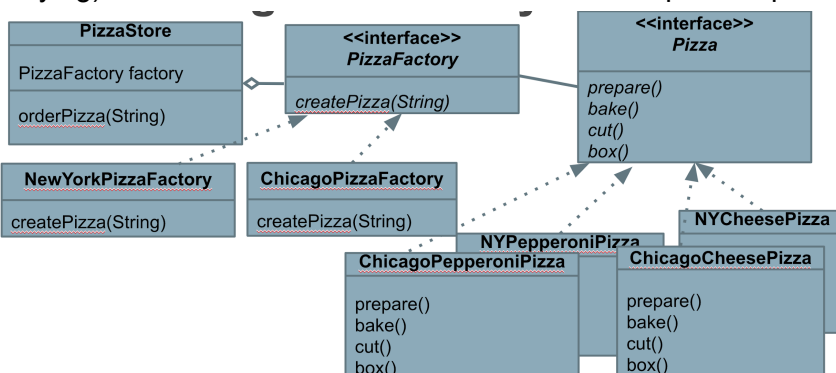 PizzaStore
PizzaFactory factory
orderPizza(String)
<<interface>>
PizzaFactory
createPizza(String)
<<interface>>
Pizza
prepare()
bake()
cut()
box()
NewYorkPizzaFactory
createPizza(String)
ChicagoPizzaFactory
createPizza(String)
NYPepperoniPizza
NYCheesePizza
ChicagoPepperoniPizza
prepare()
bake()
cut()
box()
ChicagoCheesePizza
prepare()
bake()
cut()
box()